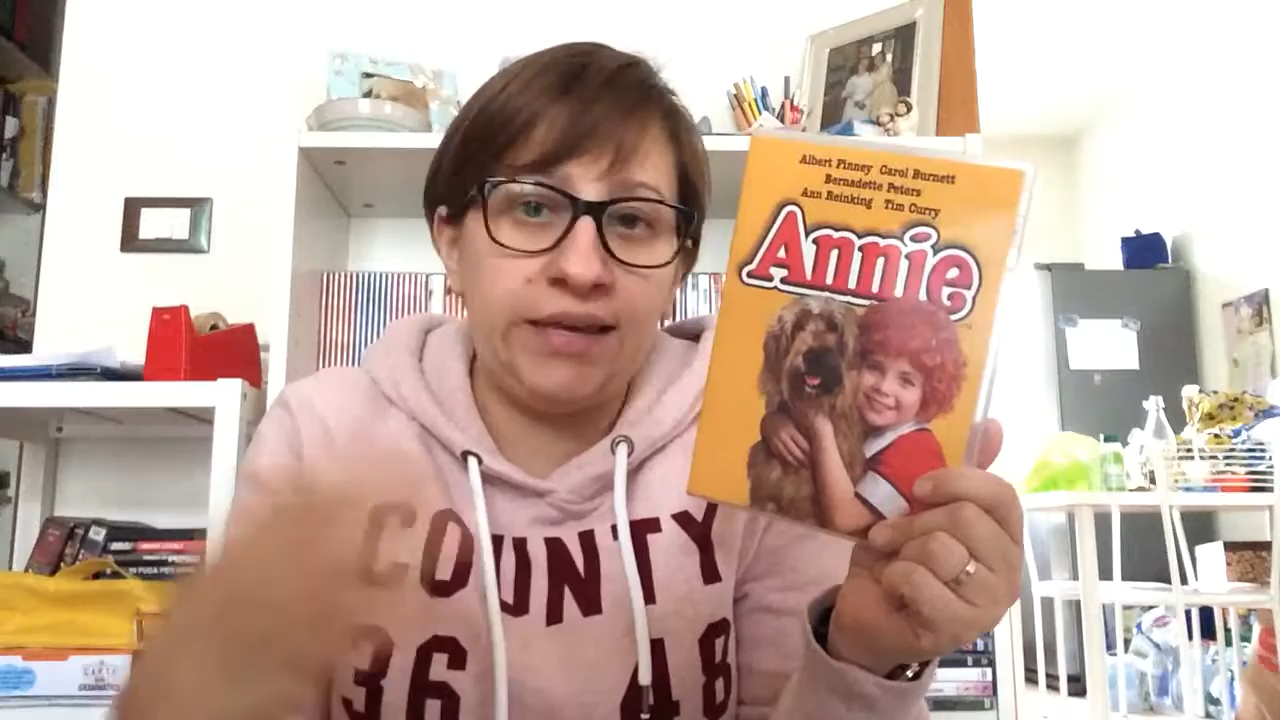 Albert Finney Carol Burnett
Bernadette Peters
Ann Reinking Tim Curry
Annie
COUNTY
36 48